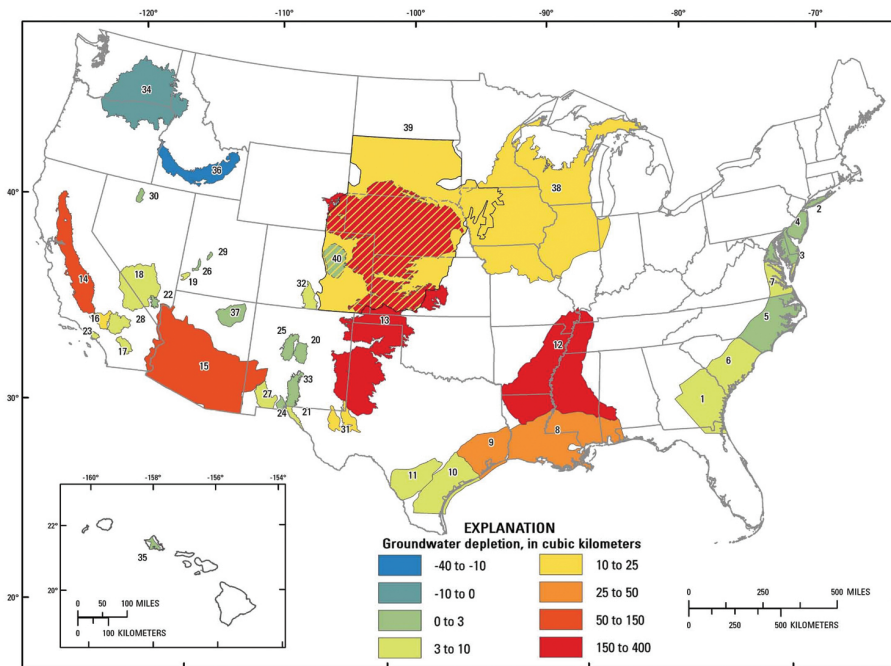 -120° -110° -100° -90° -80° -70°
34
39
36
38
40°
30
2
4
29
3
40
18
26
14
19
32
7
22
37
5
16
28
13
23
25
20
12
17
6
15
33
27
1
24
21
31
8
9
11
10
30°
-160° -158° -156° -154°
22°
35
20°
0 50 100 MILES
0 100 KILOMETERS
20°
EXPLANATION
Groundwater depletion, in cubic kilometers
-40 to -10
-10 to 0
0 to 3
3 to 10
10 to 25
25 to 50
50 to 150
150 to 400
0 250 500 MILES
0 250 500 KILOMETERS